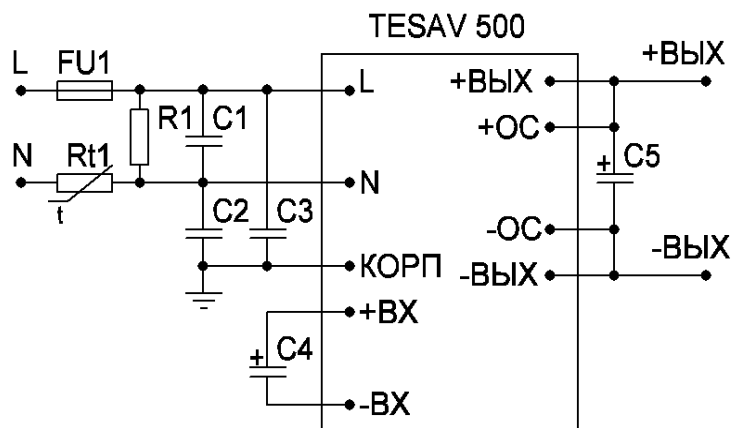 TESAV 500
L
FU1
+ВЫХ
+ВЫХ
L
R1
C1
+ОС
N
Rt1
+
C5
t
N
C2
C3
-ОС
-ВЫХ
КОРП
-ВЫХ
+ВХ
+
C4
-ВХ